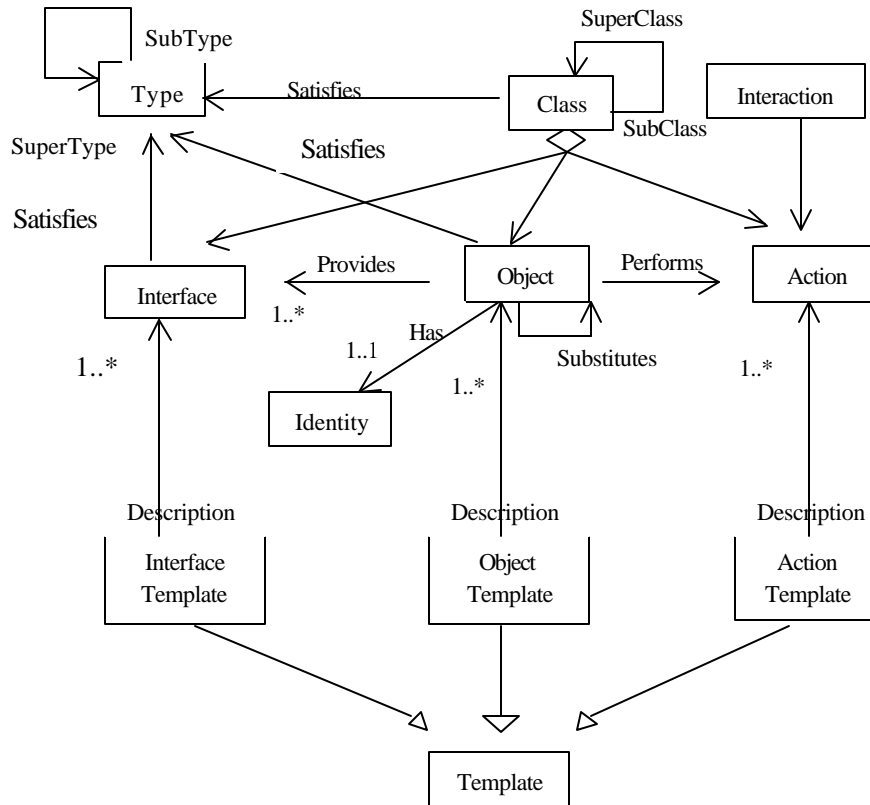 SuperClass
SubType
Type
Satisfies
Class
Interaction
SubClass
SuperType
Satisfies
Satisfies
Provides
Object
Performs
Action
Interface
1..*
Has
1..1
Substitutes
1..*
1..*
1..*
Identity
Description
Description
Description
Interface
Template
Object
Template
Action
Template
Template